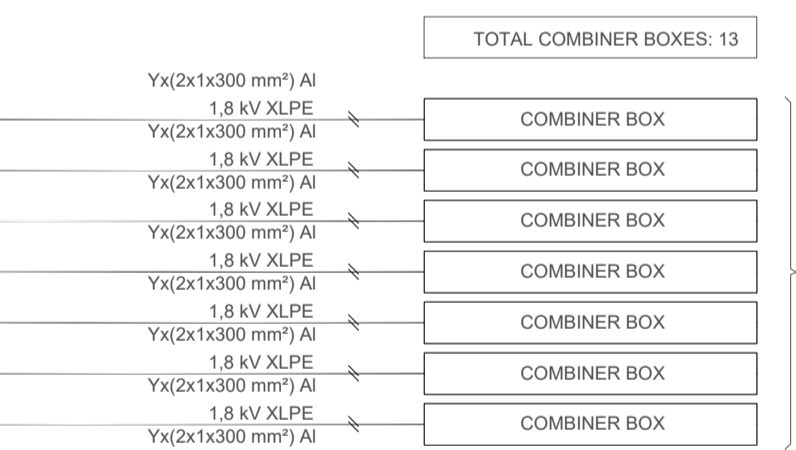 TOTAL COMBINER BOXES: 13
Yx(2x1x300 mm²) Al
1,8 kV XLPE
COMBINER BOX
Yx(2x1x300 mm²) Al
1,8 kV XLPE
COMBINER BOX
Yx(2x1x300 mm²) Al
1,8 kV XLPE
COMBINER BOX
Yx(2x1x300 mm²) Al
1,8 kV XLPE
COMBINER BOX
Yx(2x1x300 mm²) Al
1,8 kV XLPE
COMBINER BOX
Yx(2x1x300 mm²) Al
1,8 kV XLPE
COMBINER BOX
Yx(2x1x300 mm²) Al
1,8 kV XLPE
COMBINER BOX
Yx(2x1x300 mm²) Al